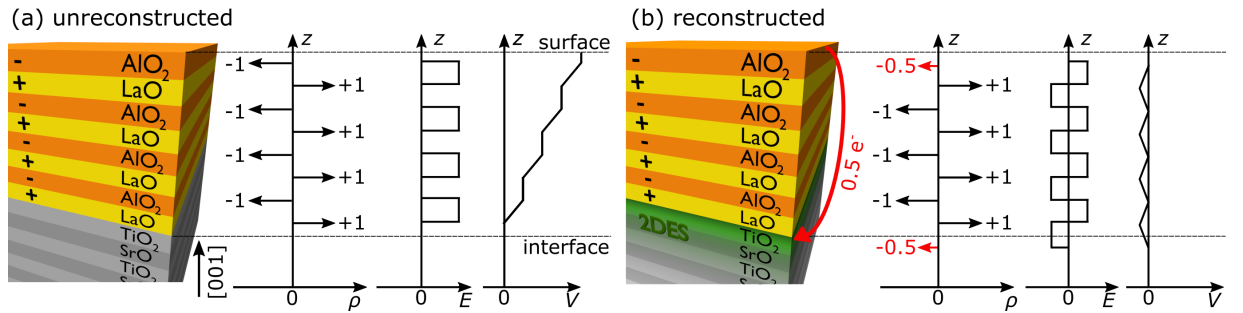 (a) unreconstructed
- AlO₂
+ LaO
- AlO₂
+ LaO
- AlO₂
+ LaO
- AlO₂
+ LaO
TiO₂
SrO₂
TiO₂
[001]
z
-1
+1
-1
+1
-1
+1
-1
+1
0 ρ
z
0 E
z
0 V
surface
interface
(b) reconstructed
- AlO₂
+ LaO
- AlO₂
+ LaO
- AlO₂
+ LaO
- AlO₂
+ LaO
2DES TiO₂
SrO
TiO₂
0.5 e⁻
z
-0.5
+1
-1
+1
-1
+1
-1
+1
-0.5
0 ρ
z
0 E
z
0 V